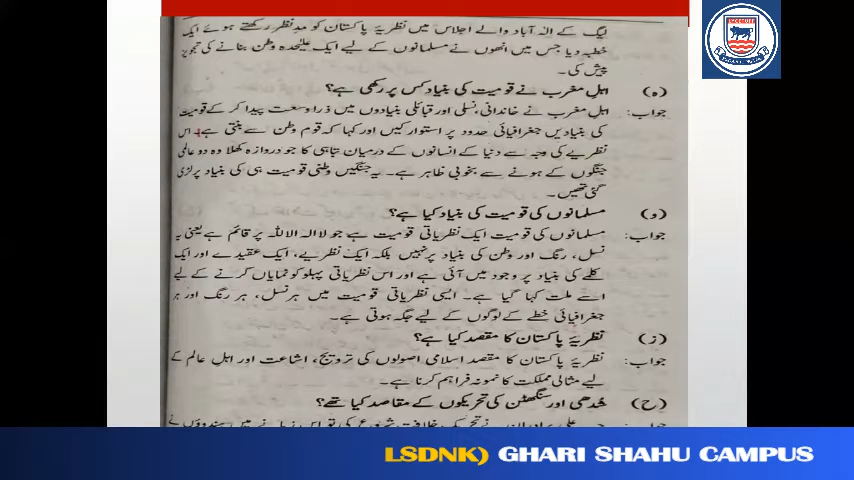 لیگ کے الٰہ آباد والے اجلاس میں نظریۂ پاکستان کو مدِنظر رکھتے ہوئے ایک
خطبہ دیا جس میں انھوں نے مسلمانوں کے لیے ایک علیٰحدہ وطن بنانے کی تجویز
پیش کی۔
(ہ) اہلِ مغرب نے قومیت کی بنیاد کس پر رکھی ہے؟
جواب: اہلِ مغرب نے خاندانی، نسلی اور قبائلی بنیادوں میں ذرا وسعت پیدا کر کے قومیت
کی بنیادیں جغرافیائی حدود پر استوار کیں اور کہا کہ قوم وطن سے بنتی ہے۔ اس
نظریے کی وجہ سے دنیا کے انسانوں کے درمیان تباہی کا جو دروازہ کھلا وہ دو عالمی
جنگوں کے ہونے سے بخوبی ظاہر ہے۔ یہ جنگیں وطنی قومیت ہی کی بنیاد پر لڑی
گئی تھیں۔
(و) مسلمانوں کی قومیت کی بنیاد کیا ہے؟
جواب: مسلمانوں کی قومیت ایک نظریاتی قومیت ہے جو لا الہ الا اللہ پر قائم ہے یعنی یہ
نسل، رنگ اور وطن کی بنیاد پر نہیں بلکہ ایک نظریے، ایک عقیدے اور ایک
کلمے کی بنیاد پر وجود میں آئی ہے اور اس نظریاتی پہلو کو نمایاں کرنے کے لیے
اسے ملت کہا گیا ہے۔ ایسی نظریاتی قومیت میں ہر نسل، ہر رنگ اور ہر
جغرافیائی خطے کے لوگوں کے لیے جگہ ہوتی ہے۔
(ز) نظریۂ پاکستان کا مقصد کیا ہے؟
جواب: نظریۂ پاکستان کا مقصد اسلامی اصولوں کی ترویج، اشاعت اور اہلِ عالم کے
لیے مثالی مملکت کا نمونہ فراہم کرنا ہے۔
(ح) شدھی اور سنگھٹن کی تحریکوں کے مقاصد کیا تھے؟
LSDNK) GHARI SHAHU CAMPUS